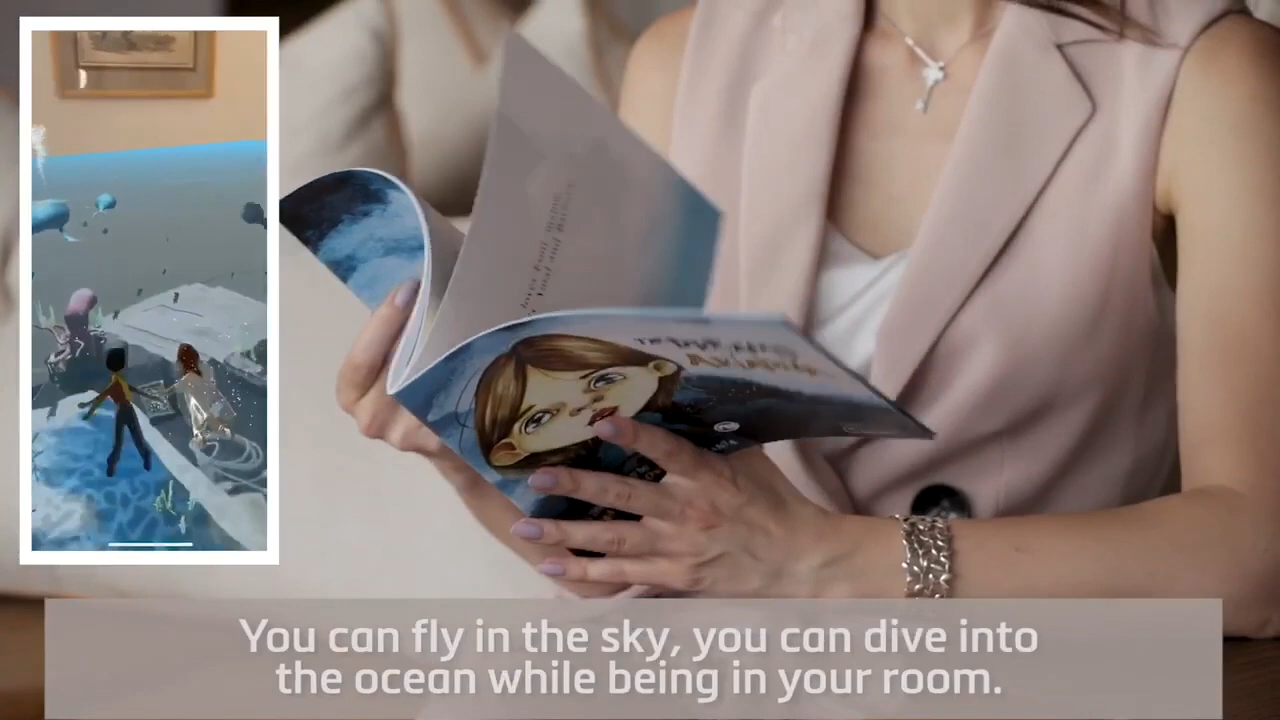 You can fly in the sky, you can dive into
the ocean while being in your room.